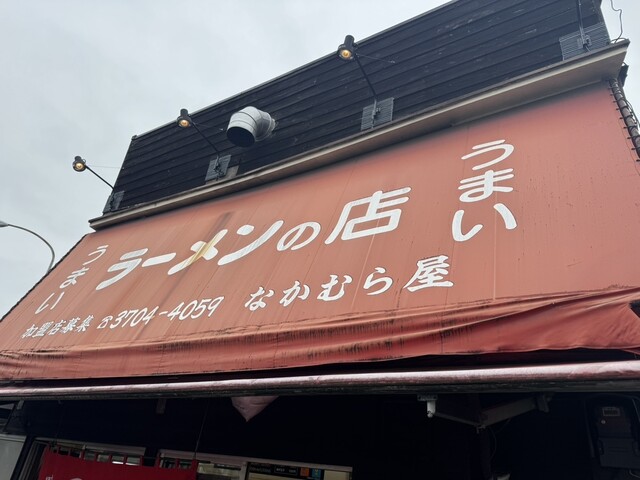 うまい
ラーメンの店
うまい
加盟店募集 ☎3704-4059 なかむら屋